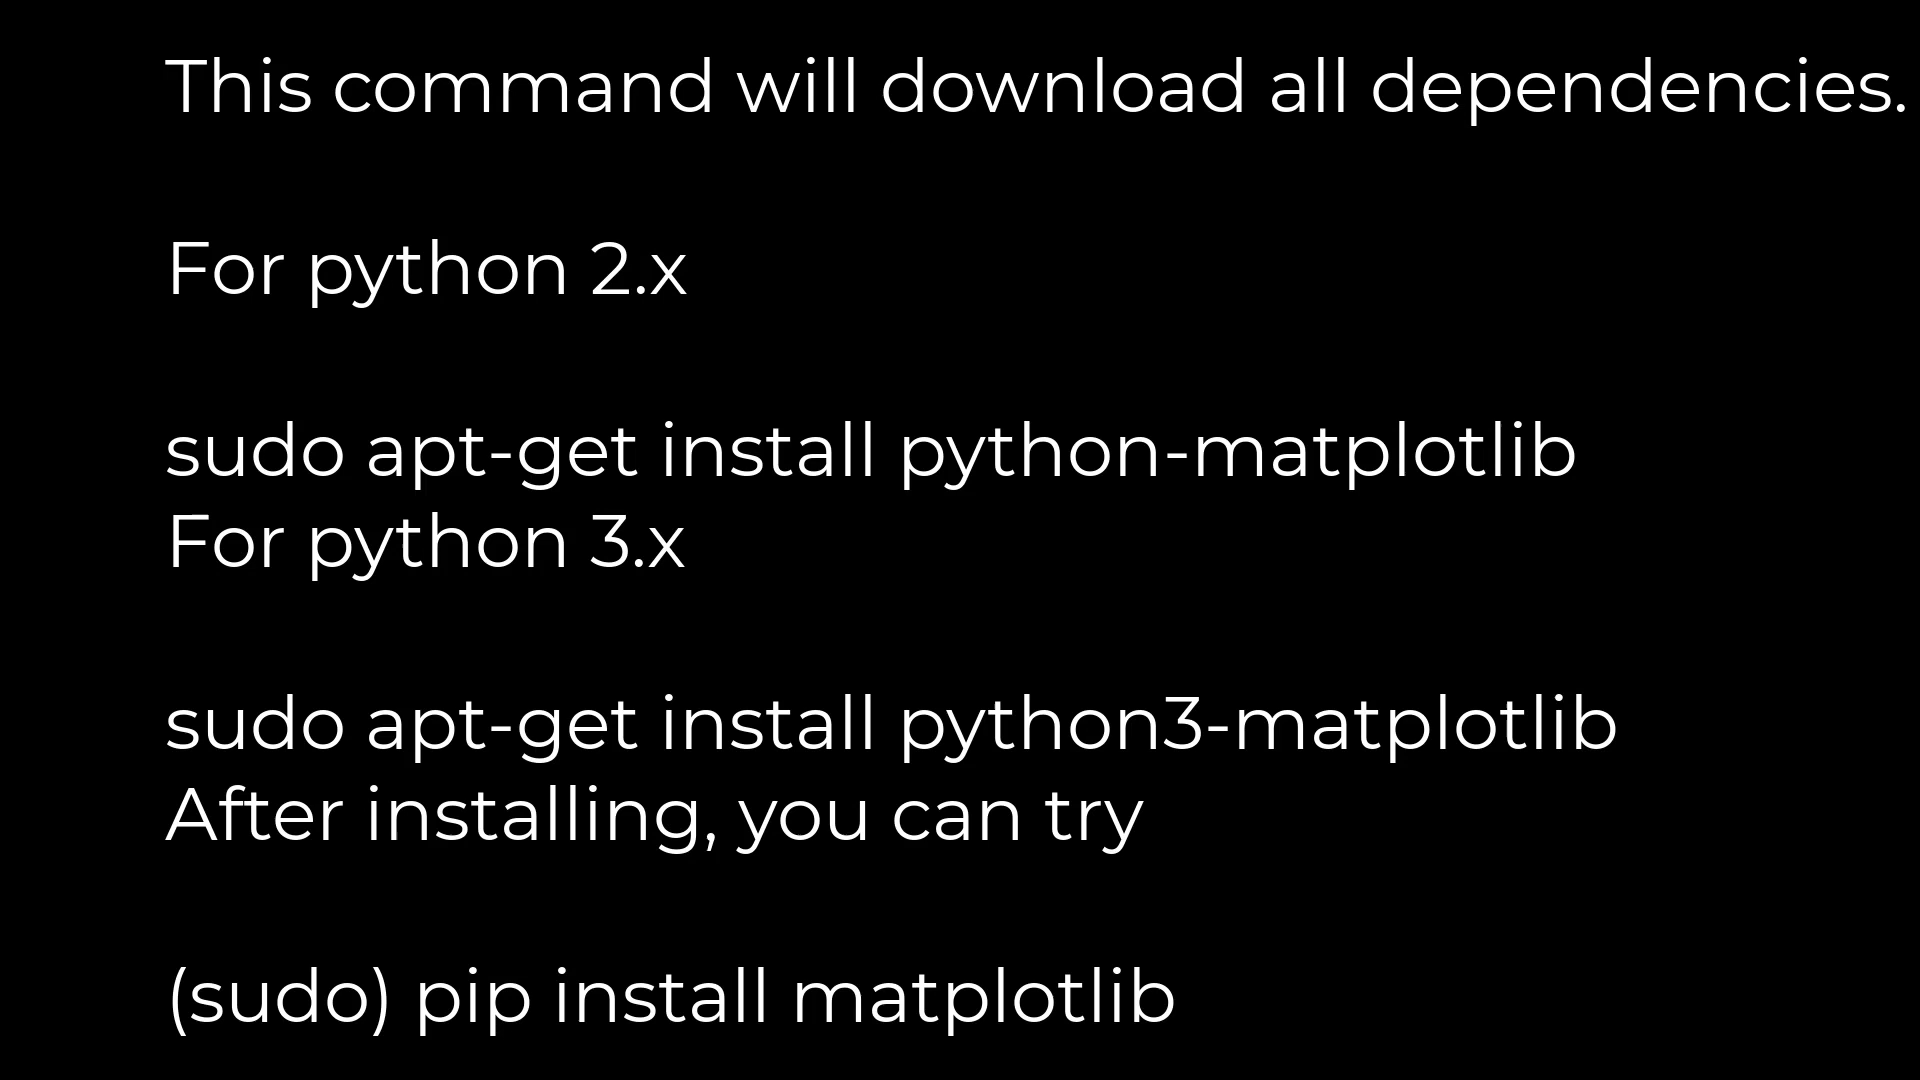 This command will download all dependencies.
For python 2.x
sudo apt-get install python-matplotlib
For python 3.x
sudo apt-get install python3-matplotlib
After installing, you can try
(sudo) pip install matplotlib